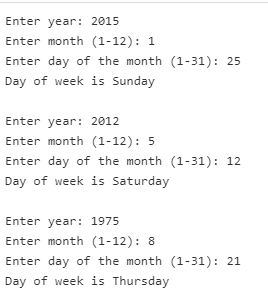 Enter year: 2015
Enter month (1-12): 1
Enter day of the month (1-31): 25
Day of week is Sunday
Enter year: 2012
Enter month (1-12): 5
Enter day of the month (1-31): 12
Day of week is Saturday
Enter year: 1975
Enter month (1-12): 8
Enter day of the month (1-31): 21
Day of week is Thursday